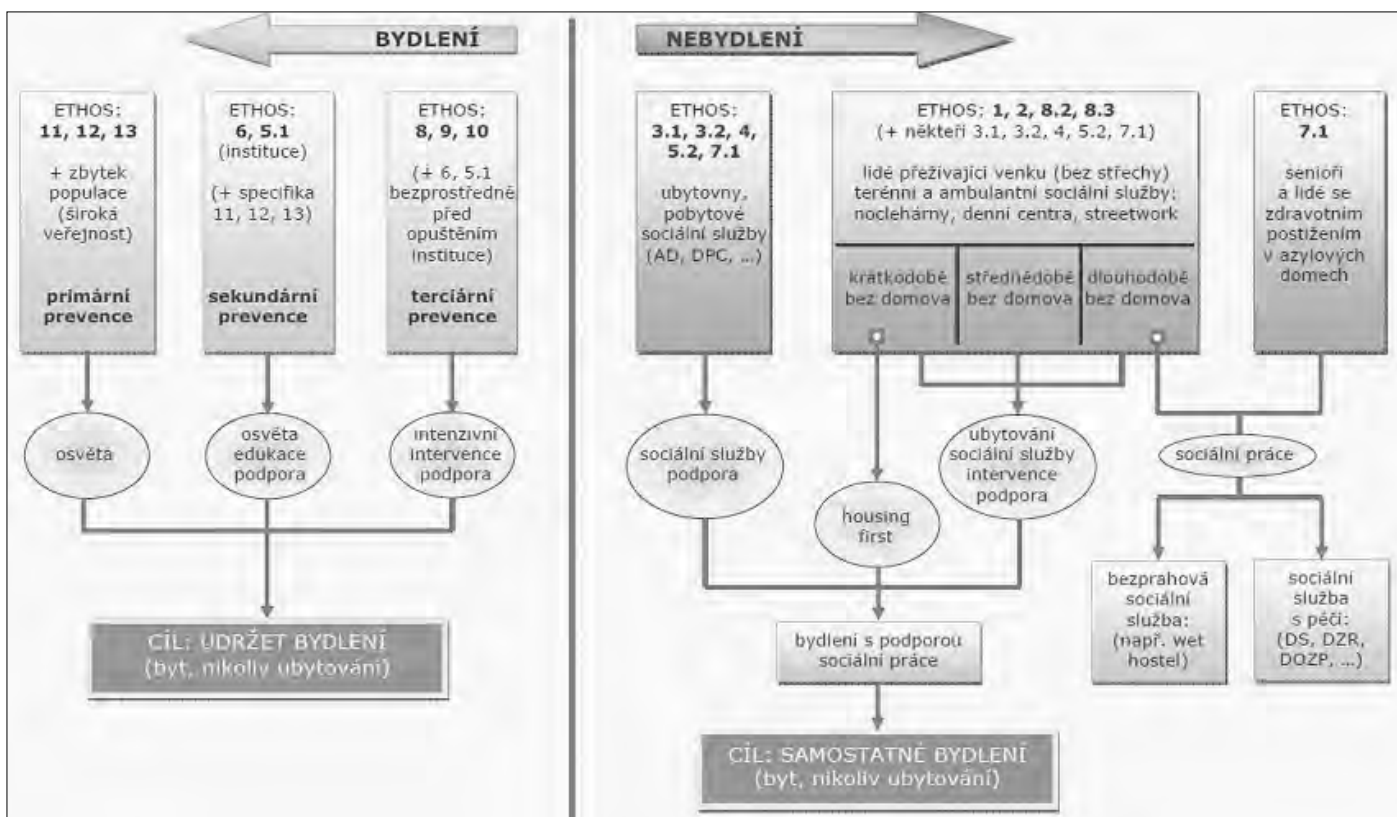 BYDLENÍ
NEBYDLENÍ
ETHOS:
11, 12, 13
+ zbytek
populace
(široká
veřejnost)
primární
prevence
ETHOS:
6, 5.1
(instituce)
(+ specifika
11, 12, 13)
sekundární
prevence
ETHOS:
8, 9, 10
(+ 6, 5.1
bezprostředně
před
opuštěním
instituce)
terciární
prevence
ETHOS:
3.1, 3.2, 4,
5.2, 7.1
ubytovny,
pobytové
sociální služby
(AD, DPC, ...)
ETHOS: 1, 2, 8.2, 8.3
(+ někteří 3.1, 3.2, 4, 5.2, 7.1)
lidé přežívající venku (bez střechy)
terénní a ambulantní sociální služby:
noclehárny, denní centra, streetwork
krátkodobě
bez domova
střednědobě
bez domova
dlouhodobě
bez domova
ETHOS:
7.1
senioři
a lidé se
zdravotním
postižením
v azylových
domech
osvěta
osvěta
edukace
podpora
intenzivní
intervence
podpora
sociální služby
podpora
housing
first
ubytování
sociální služby
intervence
podpora
sociální práce
CÍL: UDRŽET BYDLENÍ
(byt, nikoliv ubytování)
bydlení s podporou
sociální práce
bezprahová
sociální
služba:
(např. wet
hostel)
sociální
služba
s péčí:
(DS, DZR,
DOZP, ...)
CÍL: SAMOSTATNÉ BYDLENÍ
(byt, nikoliv ubytování)